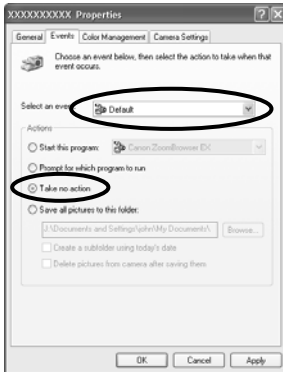 XXXXXXXXXX Properties
General Events Color Management Camera Settings
Choose an event below, then select the action to take when that
event occurs.
Select an event Default
Actions
Start this program: Canon ZoomBrowser EX
Prompt for which program to run
Take no action
Save all pictures to this folder:
J:\Documents and Settings\john\My Documents\ Browse...
Create a subfolder using today's date
Delete pictures from camera after saving them
OK Cancel Apply